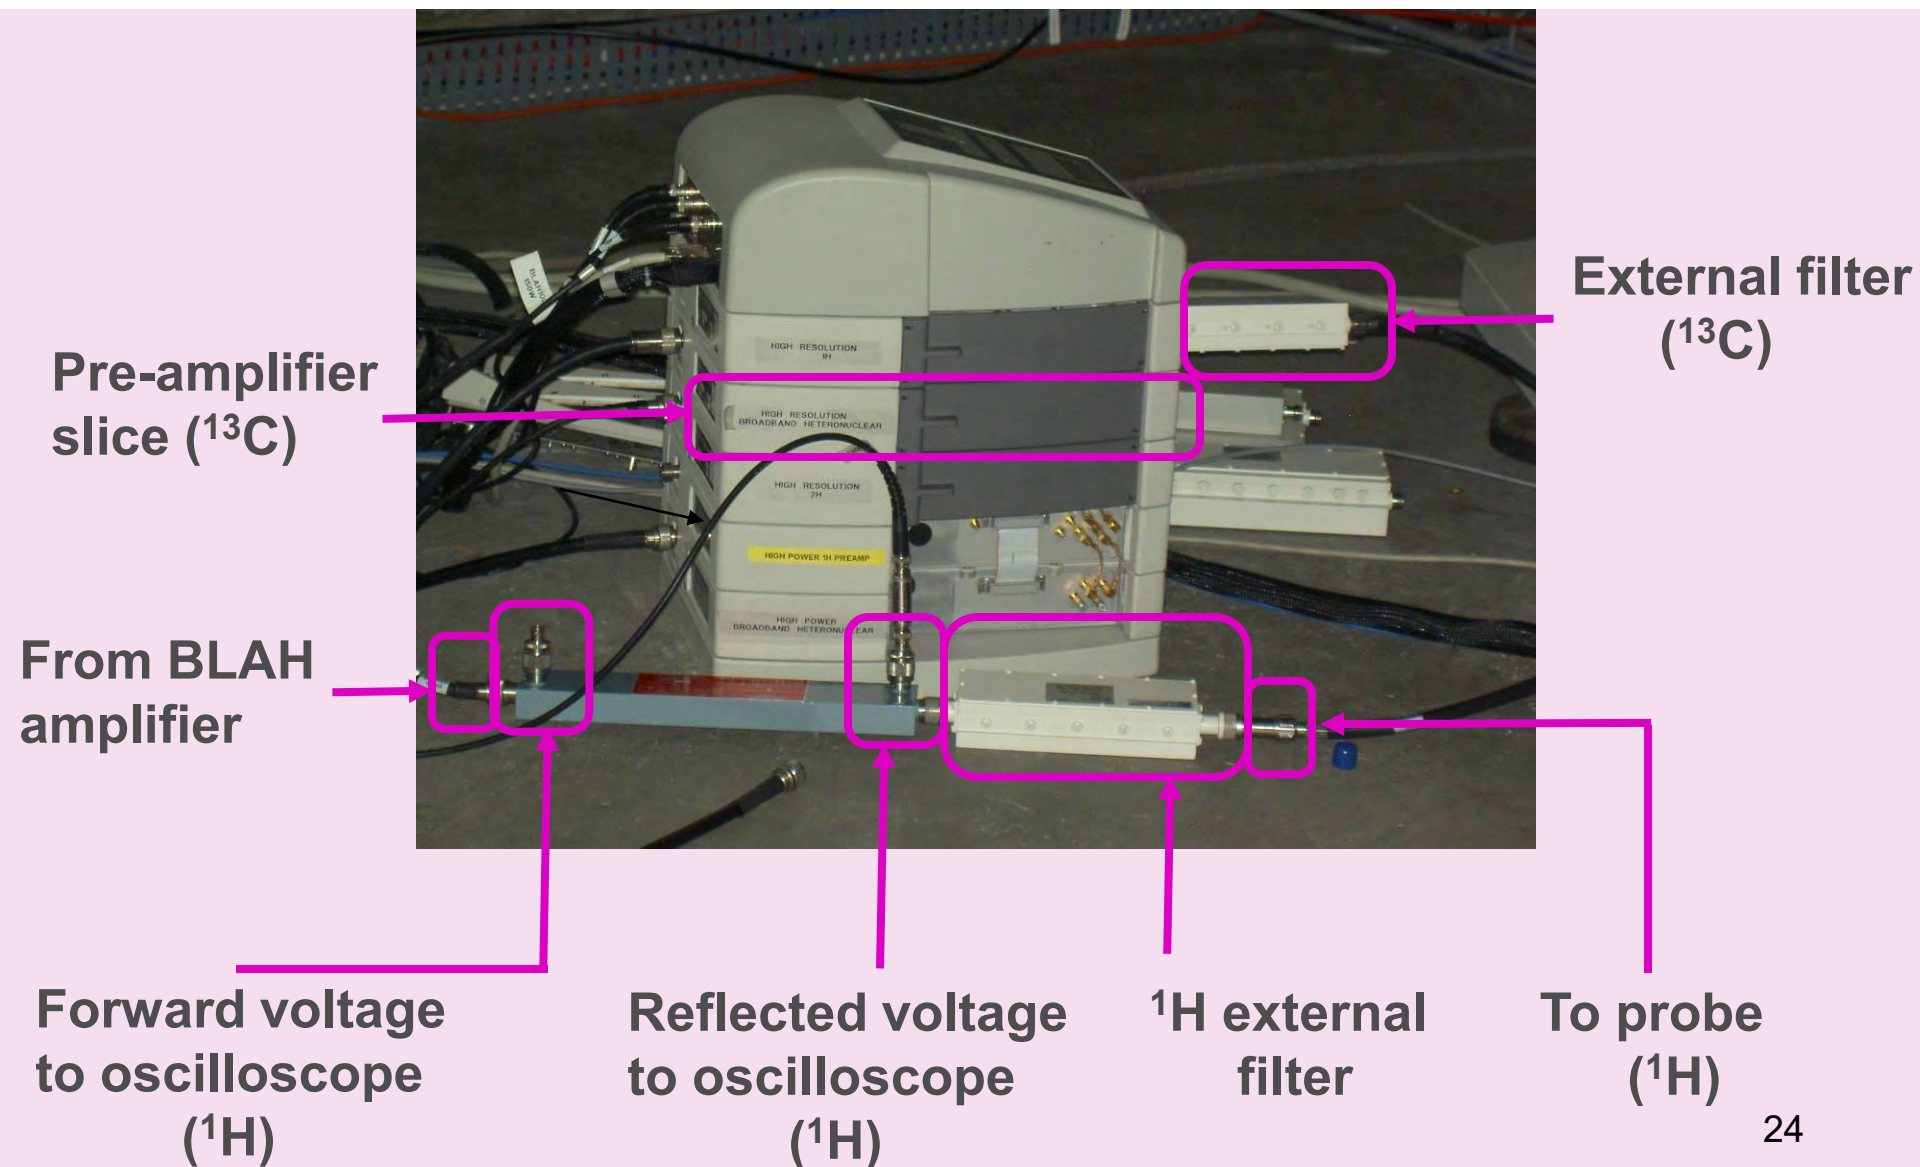 External filter
(¹³C)
Pre-amplifier
slice (¹³C)
BLAH10
150W
HIGH RESOLUTION
1H
HIGH RESOLUTION
BROADBAND HETERONUCLEAR
HIGH RESOLUTION
2H
HIGH POWER 1H PREAMP
HIGH POWER
BROADBAND HETERONUCLEAR
From BLAH
amplifier
Forward voltage
to oscilloscope
(¹H)
Reflected voltage
to oscilloscope
(¹H)
¹H external
filter
To probe
(¹H)
24